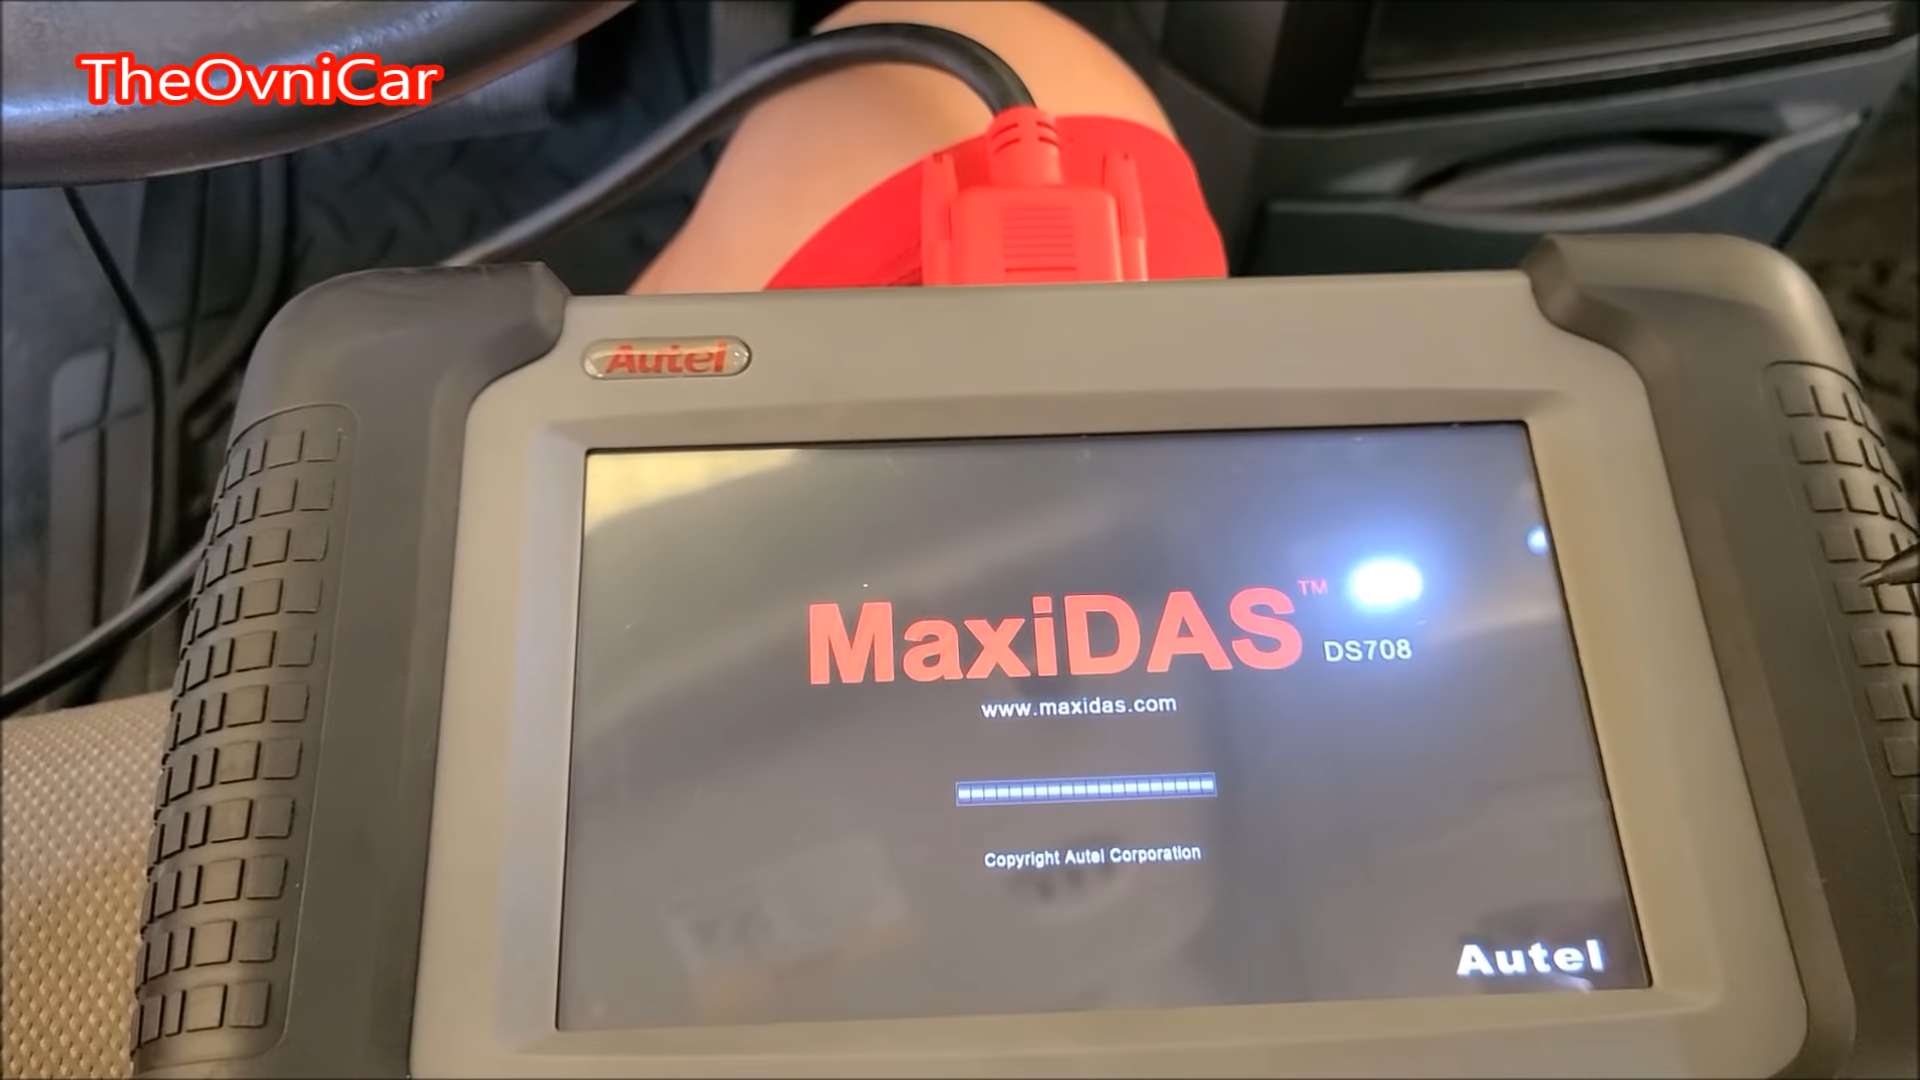 TheOvniCar
Autel
MaxiDAS™ DS708
www.maxidas.com
Copyright Autel Corporation
Autel